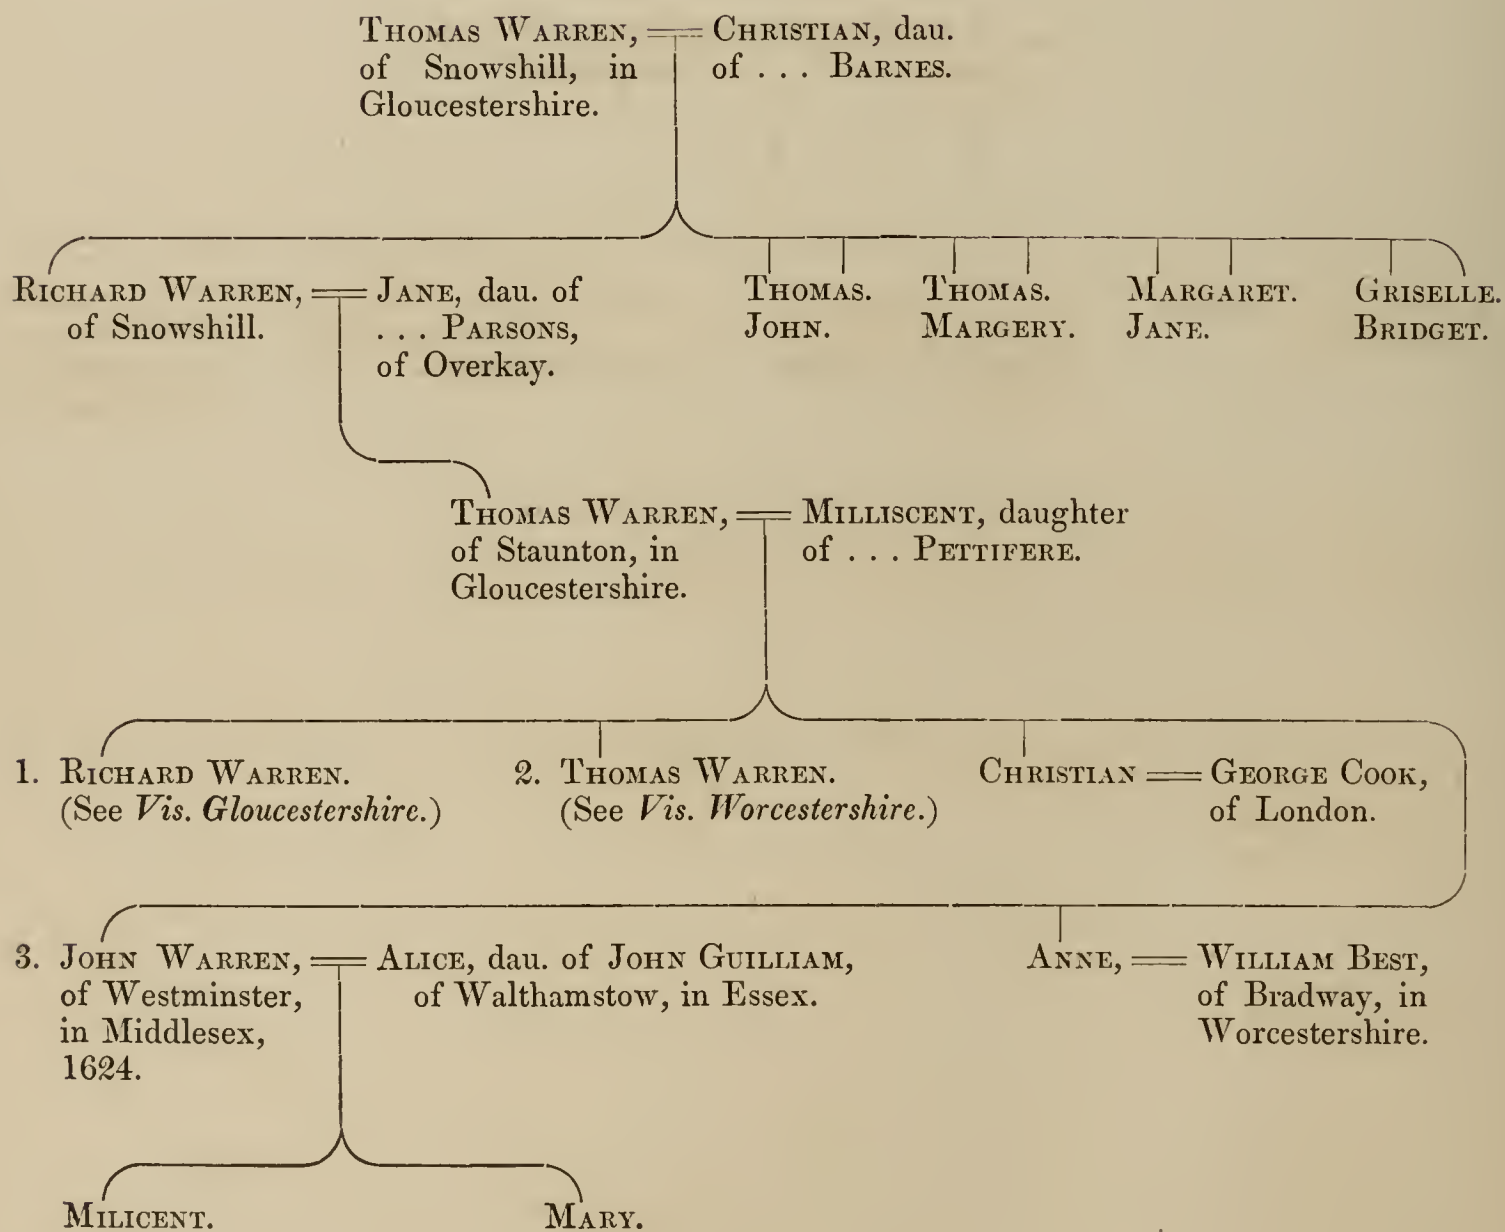 Thomas Warren,
of Snowshill, in
Gloucestershire.
Christian, dau.
of . . . Barnes.
Richard Warren,
of Snowshill.
Jane, dau. of
. . . Parsons,
of Overkay.
Thomas.
John.
Thomas.
Margery.
Margaret.
Jane.
Griselle.
Bridget.
Thomas Warren,
of Staunton, in
Gloucestershire.
Milliscent, daughter
of . . . Pettifere.
1. Richard Warren.
(See Vis. Gloucestershire.)
2. Thomas Warren.
(See Vis. Worcestershire.)
Christian
George Cook,
of London.
3. John Warren,
of Westminster,
in Middlesex,
1624.
Alice, dau. of John Guilliam,
of Walthamstow, in Essex.
Anne,
William Best,
of Bradway, in
Worcestershire.
Milicent.
Mary.